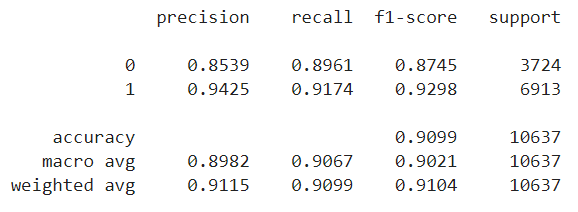 precision recall f1-score support
0 0.8539 0.8961 0.8745 3724
1 0.9425 0.9174 0.9298 6913
accuracy 0.9099 10637
macro avg 0.8982 0.9067 0.9021 10637
weighted avg 0.9115 0.9099 0.9104 10637